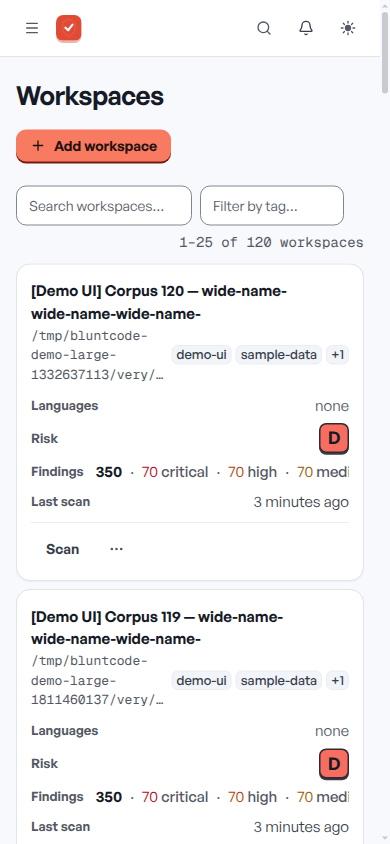 Workspaces
+ Add workspace
Search workspaces...
Filter by tag...
1–25 of 120 workspaces
[Demo UI] Corpus 120 — wide-name-
wide-name-wide-name-
/tmp/bluntcode-
demo-large-
1332637113/very/…
demo-ui
sample-data
+1
Languages
none
Risk
D
Findings
350 · 70 critical · 70 high · 70 medi
Last scan
3 minutes ago
Scan
···
[Demo UI] Corpus 119 — wide-name-
wide-name-wide-name-
/tmp/bluntcode-
demo-large-
1811460137/very/…
demo-ui
sample-data
+1
Languages
none
Risk
D
Findings
350 · 70 critical · 70 high · 70 medi
Last scan
3 minutes ago